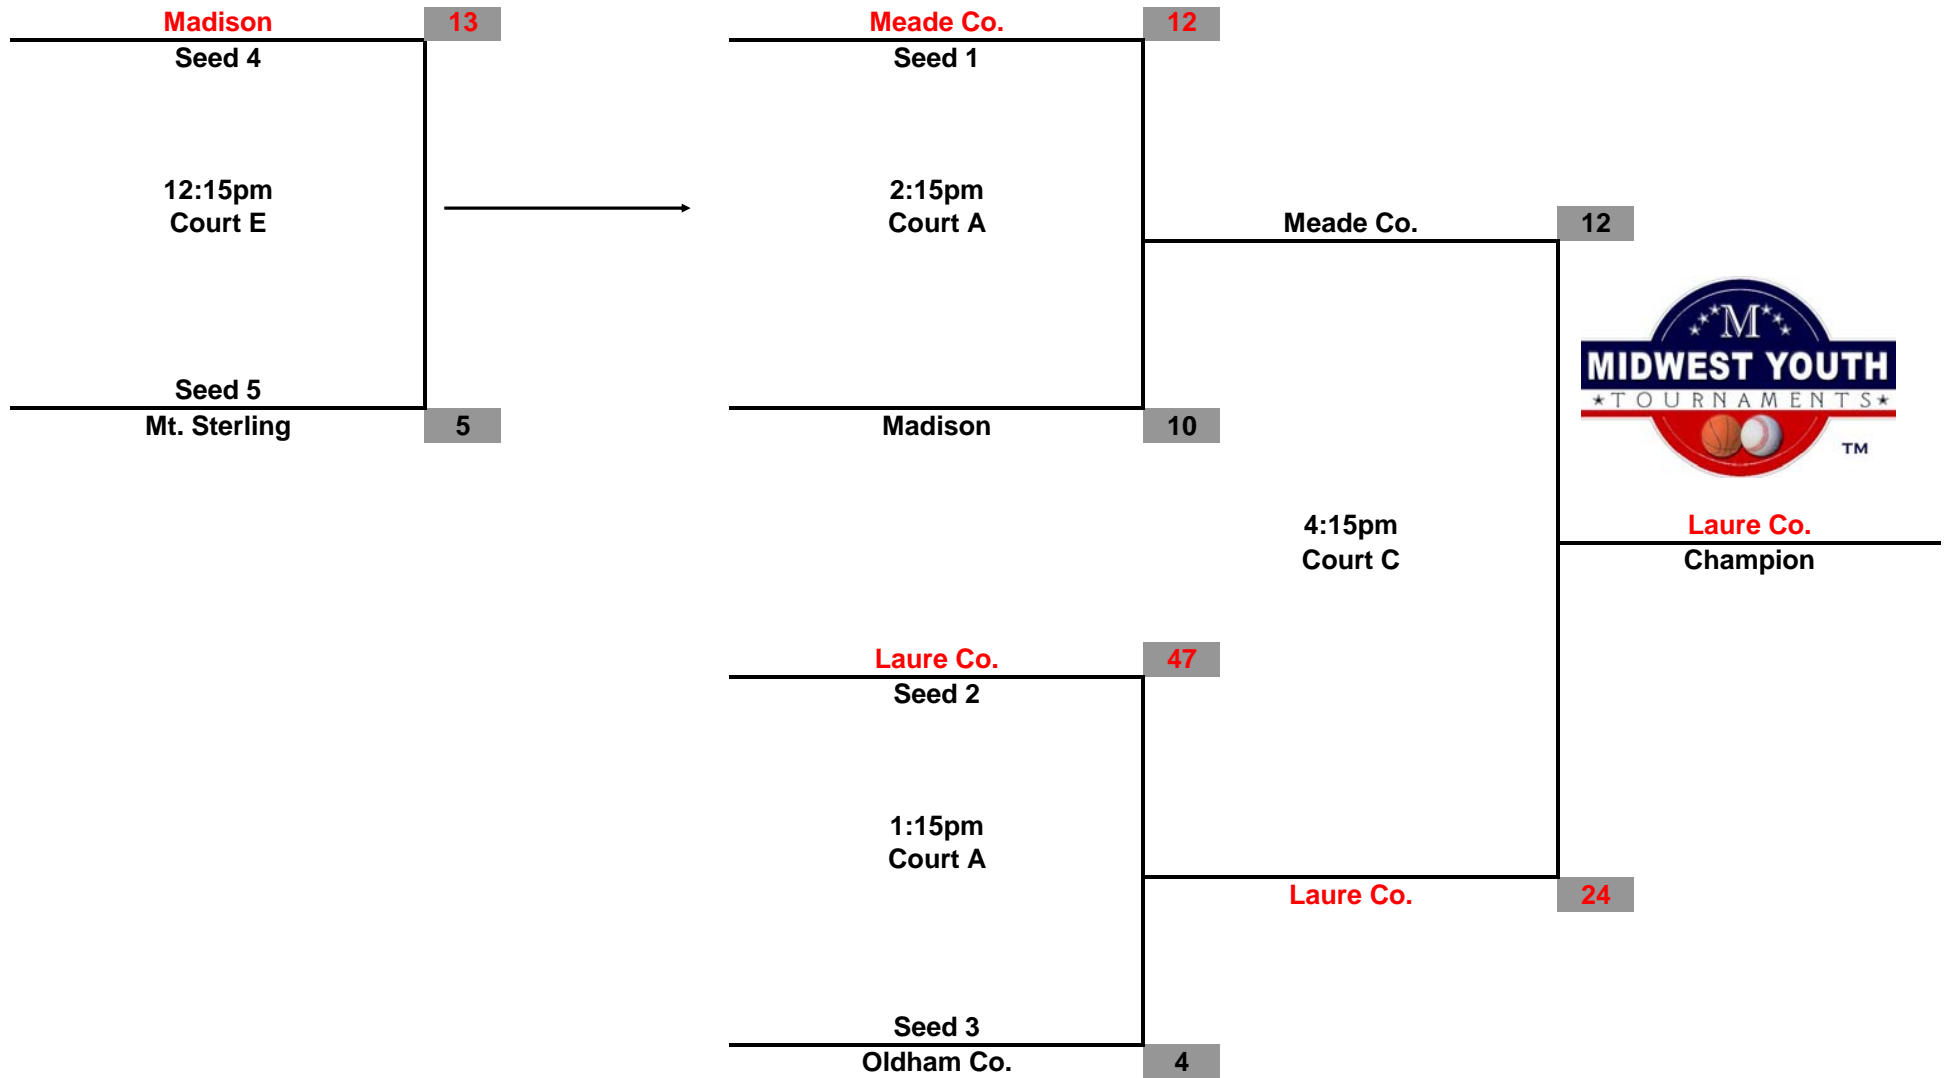 Madison 13
Seed 4
12:15pm
Court E
Seed 5
Mt. Sterling 5
Meade Co. 12
Seed 1
2:15pm
Court A
Madison 10
Meade Co. 12
M
MIDWEST YOUTH
TOURNAMENTS
TM
4:15pm
Court C
Laure Co.
Champion
Laure Co. 47
Seed 2
1:15pm
Court A
Laure Co. 24
Seed 3
Oldham Co. 4